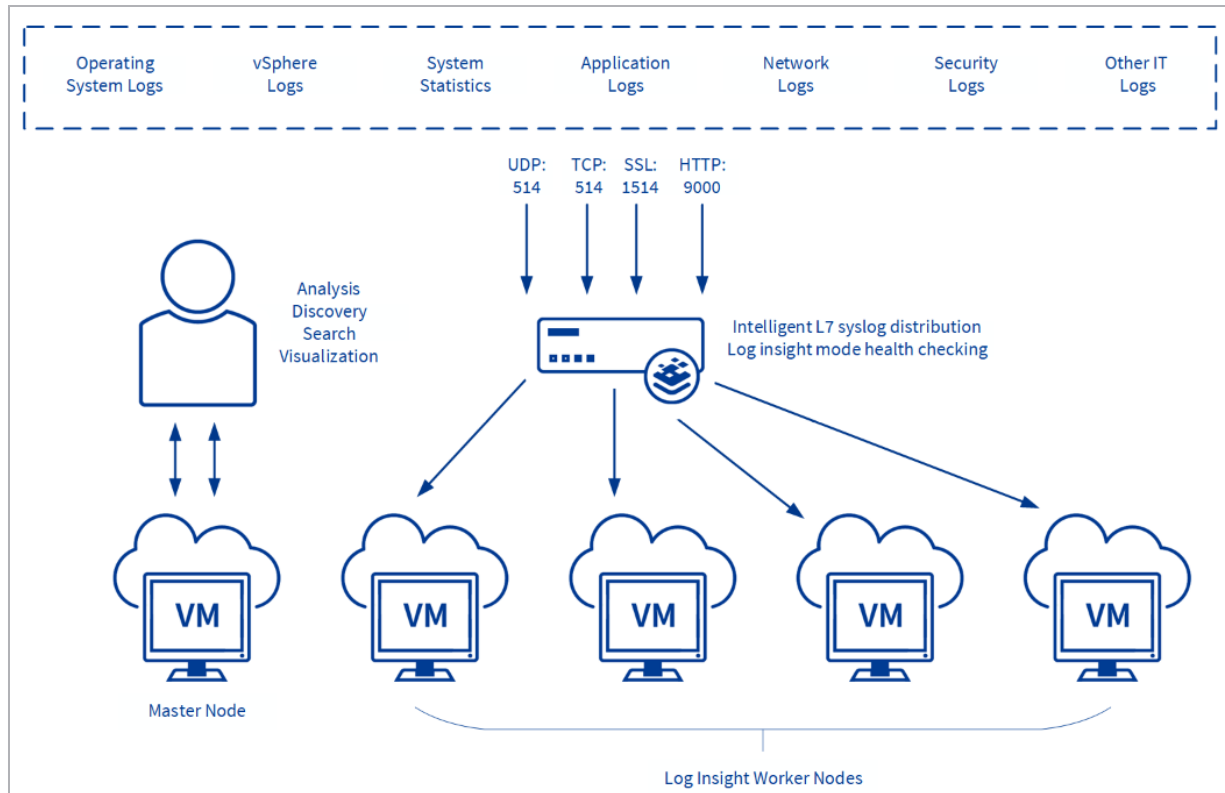 Operating
System Logs
vSphere
Logs
System
Statistics
Application
Logs
Network
Logs
Security
Logs
Other IT
Logs
UDP:
514
TCP:
514
SSL:
1514
HTTP:
9000
Analysis
Discovery
Search
Visualization
Intelligent L7 syslog distribution
Log insight mode health checking
VM
VM
VM
VM
VM
Master Node
Log Insight Worker Nodes